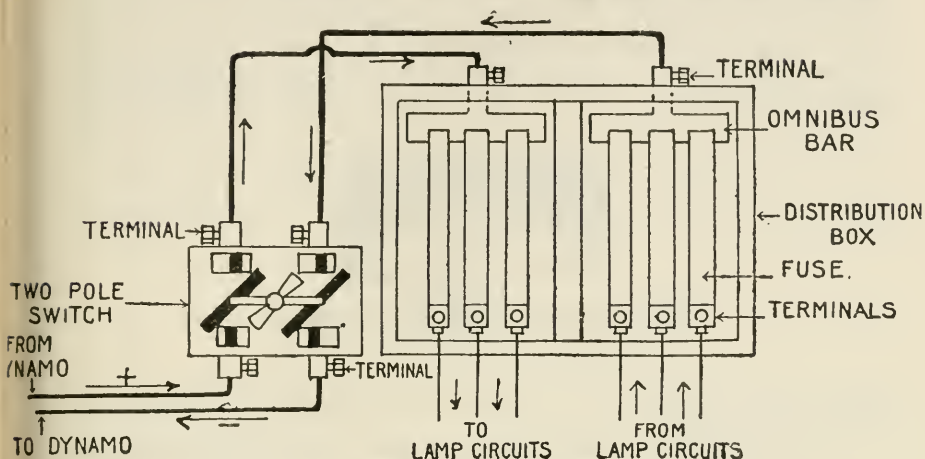 TERMINAL
OMNIBUS
BAR
TERMINAL
DISTRIBUTION
BOX
TWO POLE
SWITCH
FUSE.
TERMINALS
FROM
YNAMO
+
TERMINAL
−
TO DYNAMO
TO
LAMP CIRCUITS
FROM
LAMP CIRCUITS